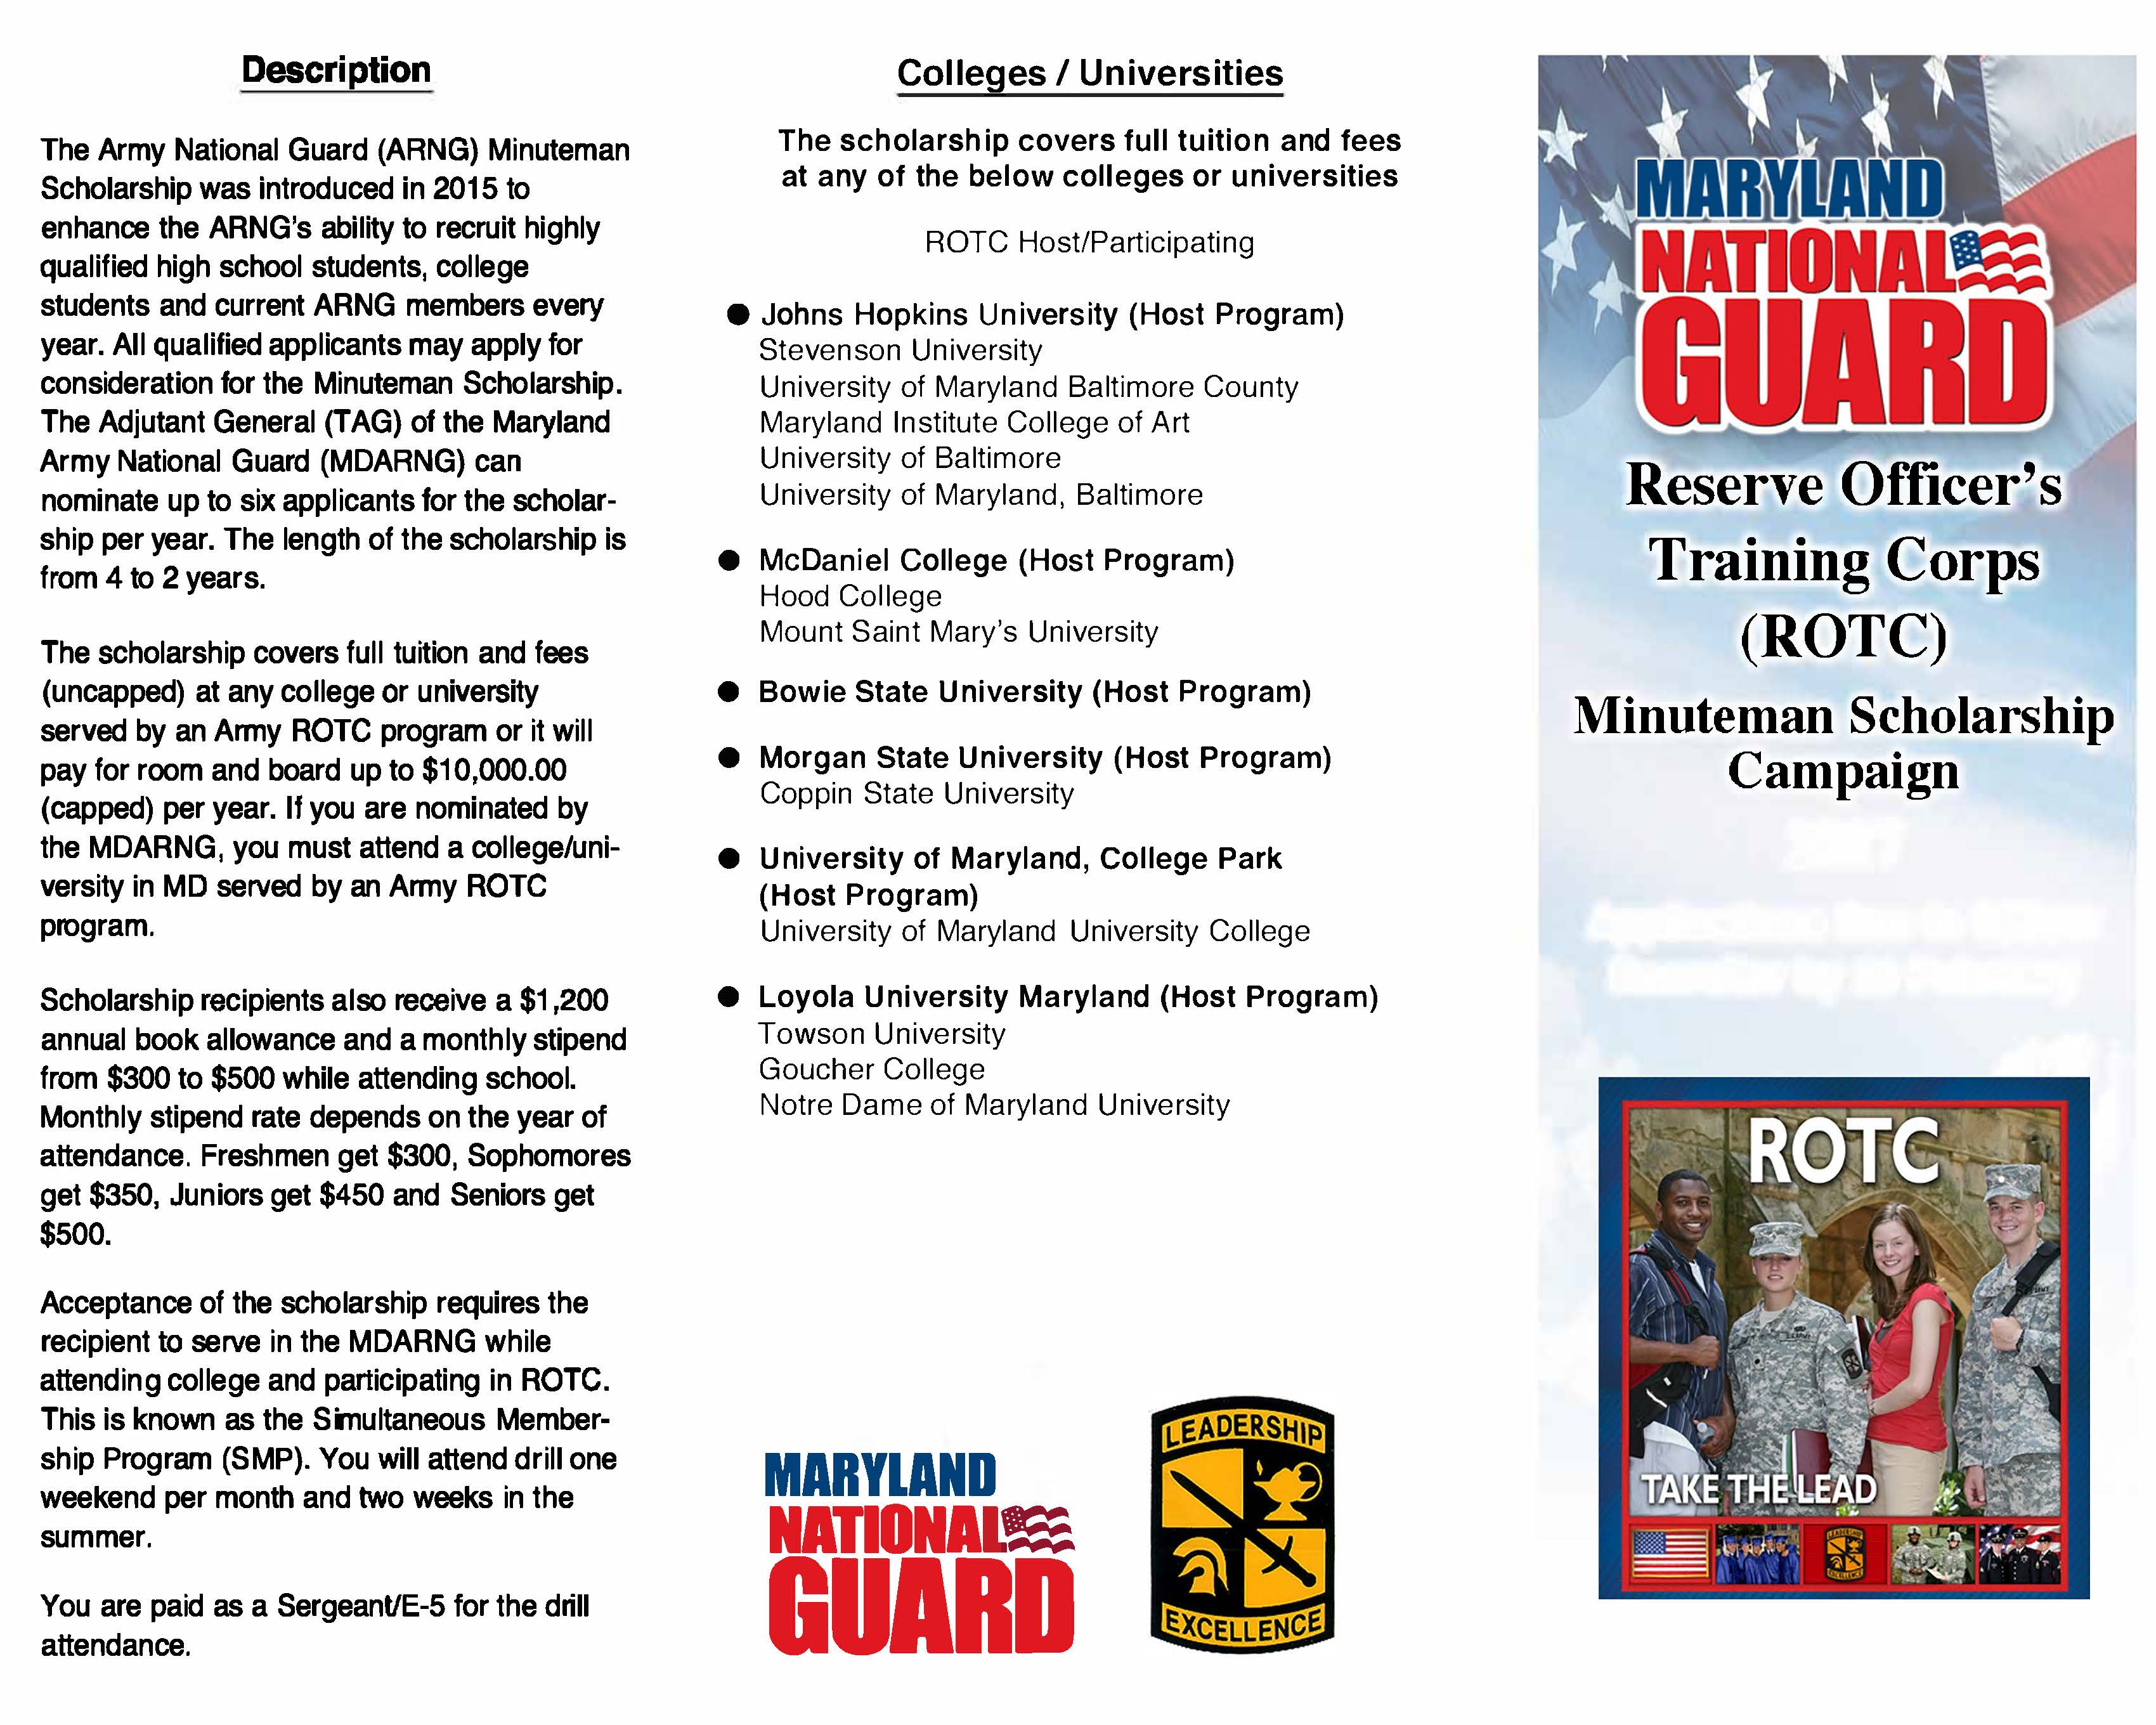 Description
The Army National Guard (ARNG) Minuteman
Scholarship was introduced in 2015 to
enhance the ARNG's ability to recruit highly
qualified high school students, college
students and current ARNG members every
year. All qualified applicants may apply for
consideration for the Minuteman Scholarship.
The Adjutant General (TAG) of the Maryland
Army National Guard (MDARNG) can
nominate up to six applicants for the scholar-
ship per year. The length of the scholarship is
from 4 to 2 years.
The scholarship covers full tuition and fees
(uncapped) at any college or university
served by an Army ROTC program or it will
pay for room and board up to $10,000.00
(capped) per year. If you are nominated by
the MDARNG, you must attend a college/uni-
versity in MD served by an Army ROTC
program.
Scholarship recipients also receive a $1,200
annual book allowance and a monthly stipend
from $300 to $500 while attending school.
Monthly stipend rate depends on the year of
attendance. Freshmen get $300, Sophomores
get $350, Juniors get $450 and Seniors get
$500.
Acceptance of the scholarship requires the
recipient to serve in the MDARNG while
attending college and participating in ROTC.
This is known as the Simultaneous Member-
ship Program (SMP). You will attend drill one
weekend per month and two weeks in the
summer.
You are paid as a Sergeant/E-5 for the drill
attendance.
Colleges / Universities
The scholarship covers full tuition and fees
at any of the below colleges or universities
ROTC Host/Participating
● Johns Hopkins University (Host Program)
Stevenson University
University of Maryland Baltimore County
Maryland Institute College of Art
University of Baltimore
University of Maryland, Baltimore
● McDaniel College (Host Program)
Hood College
Mount Saint Mary's University
● Bowie State University (Host Program)
● Morgan State University (Host Program)
Coppin State University
● University of Maryland, College Park
(Host Program)
University of Maryland University College
● Loyola University Maryland (Host Program)
Towson University
Goucher College
Notre Dame of Maryland University
MARYLAND
NATIONAL
GUARD
LEADERSHIP
EXCELLENCE
MARYLAND
NATIONAL
GUARD
Reserve Officer's
Training Corps
(ROTC)
Minuteman Scholarship
Campaign
ROTC
TAKE THE LEAD
LEADERSHIP
EXCELLENCE